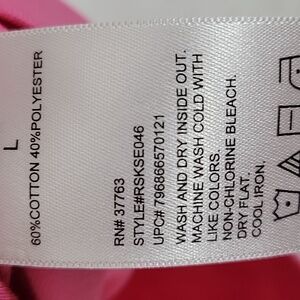 L
60%COTTON 40%POLYESTER
RN# 37763
STYLE#RSKSE046
UPC# 796866570121
WASH AND DRY INSIDE OUT.
MACHINE WASH COLD WITH
LIKE COLORS.
NON-CHLORINE BLEACH.
DRY FLAT.
COOL IRON.